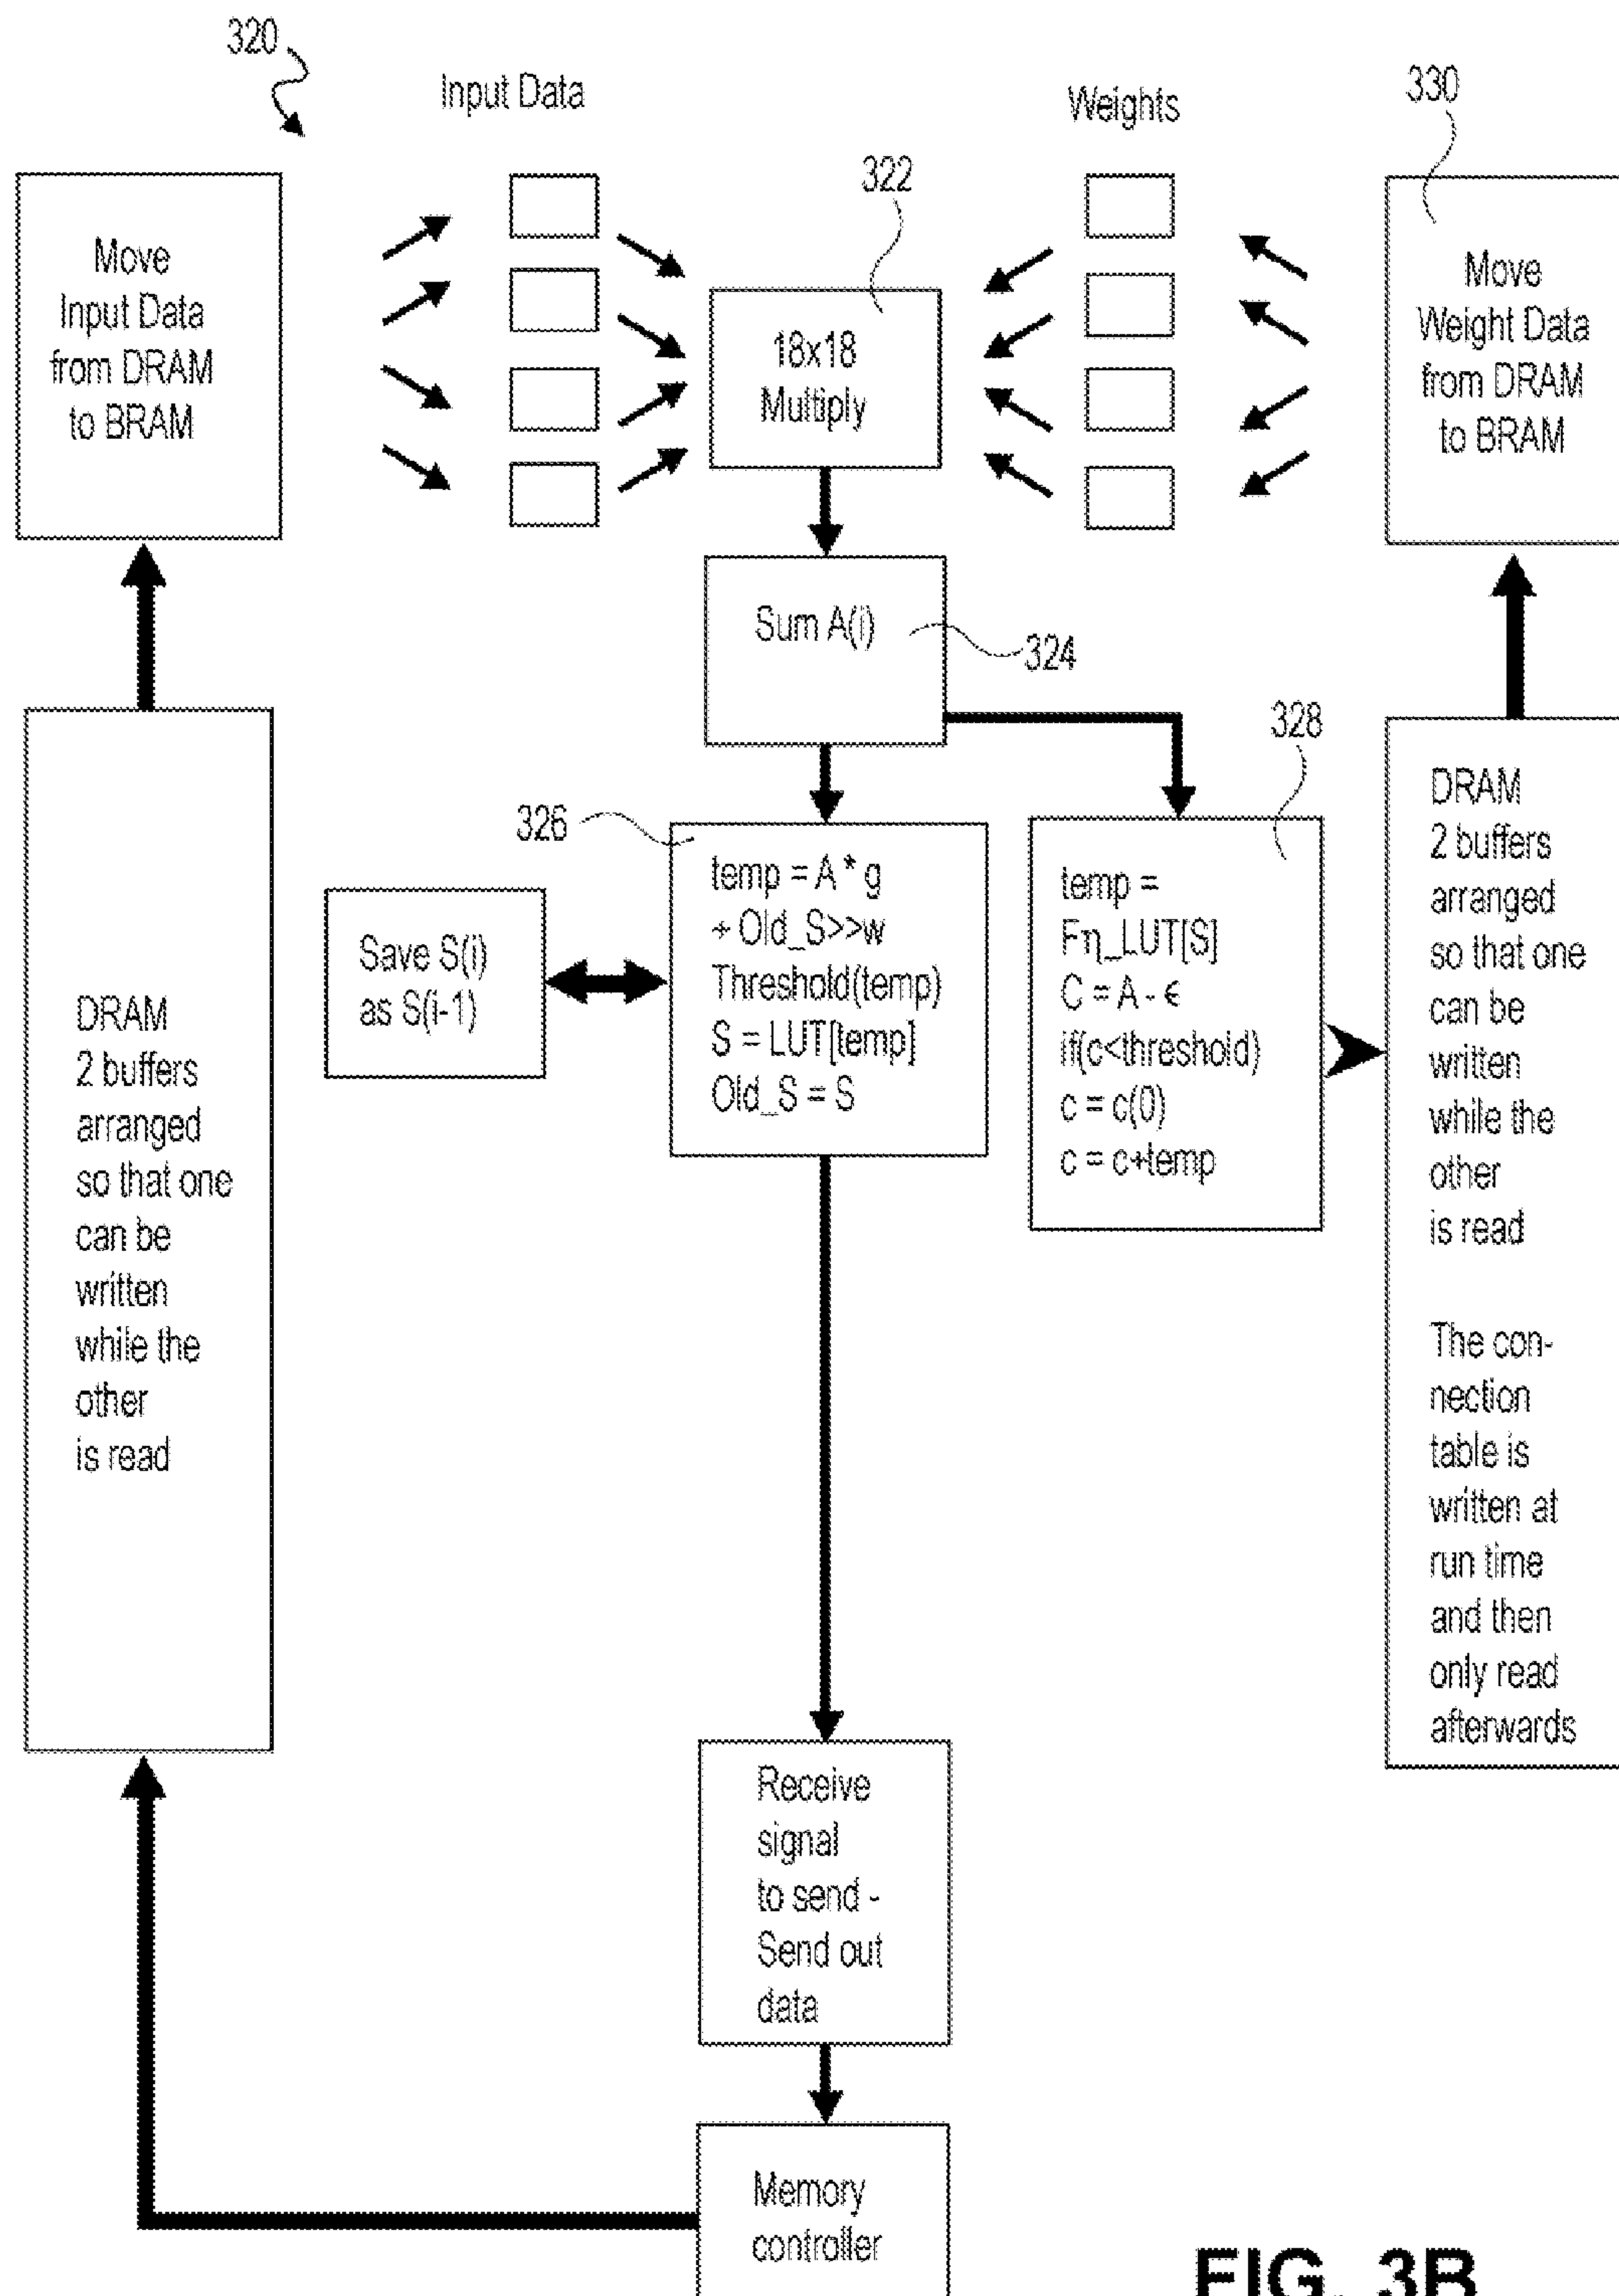 320
Input Data
Weights
330
322
Move
Input Data
from DRAM
to BRAM
18x18
Multiply
Move
Weight Data
from DRAM
to BRAM
Sum A(i)
324
328
326
temp = A * g
+ Old_S>>w
Threshold(temp)
S = LUT[temp]
Old_S = S
Save S(i)
as S(i-1)
temp =
Fη_LUT[S]
C = A - ϵ
if(c<threshold)
c = c(0)
c = c+temp
DRAM
2 buffers
arranged
so that one
can be
written
while the
other
is read
The con-
nection
table is
written at
run time
and then
only read
afterwards
DRAM
2 buffers
arranged
so that one
can be
written
while the
other
is read
Receive
signal
to send -
Send out
data
Memory
controller
FIG. 3B